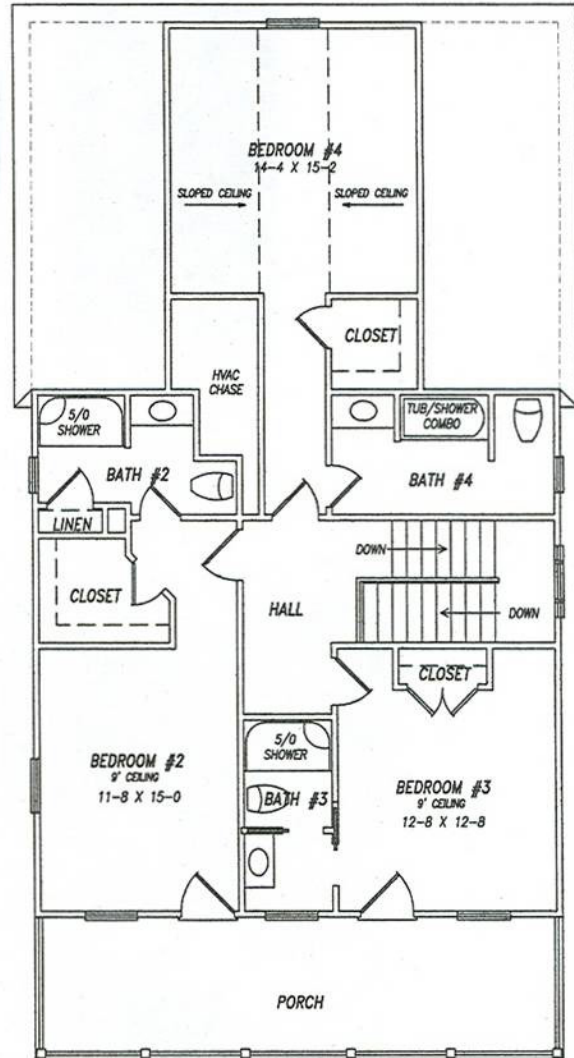 BEDROOM #4
14-4 X 15-2
SLOPED CEILING
SLOPED CEILING
CLOSET
HVAC
CHASE
5/0
SHOWER
TUB/SHOWER
COMBO
BATH #2
BATH #4
LINEN
DOWN
CLOSET
HALL
DOWN
CLOSET
5/0
SHOWER
BEDROOM #2
9' CEILING
11-8 X 15-0
BATH #3
BEDROOM #3
9' CEILING
12-8 X 12-8
PORCH